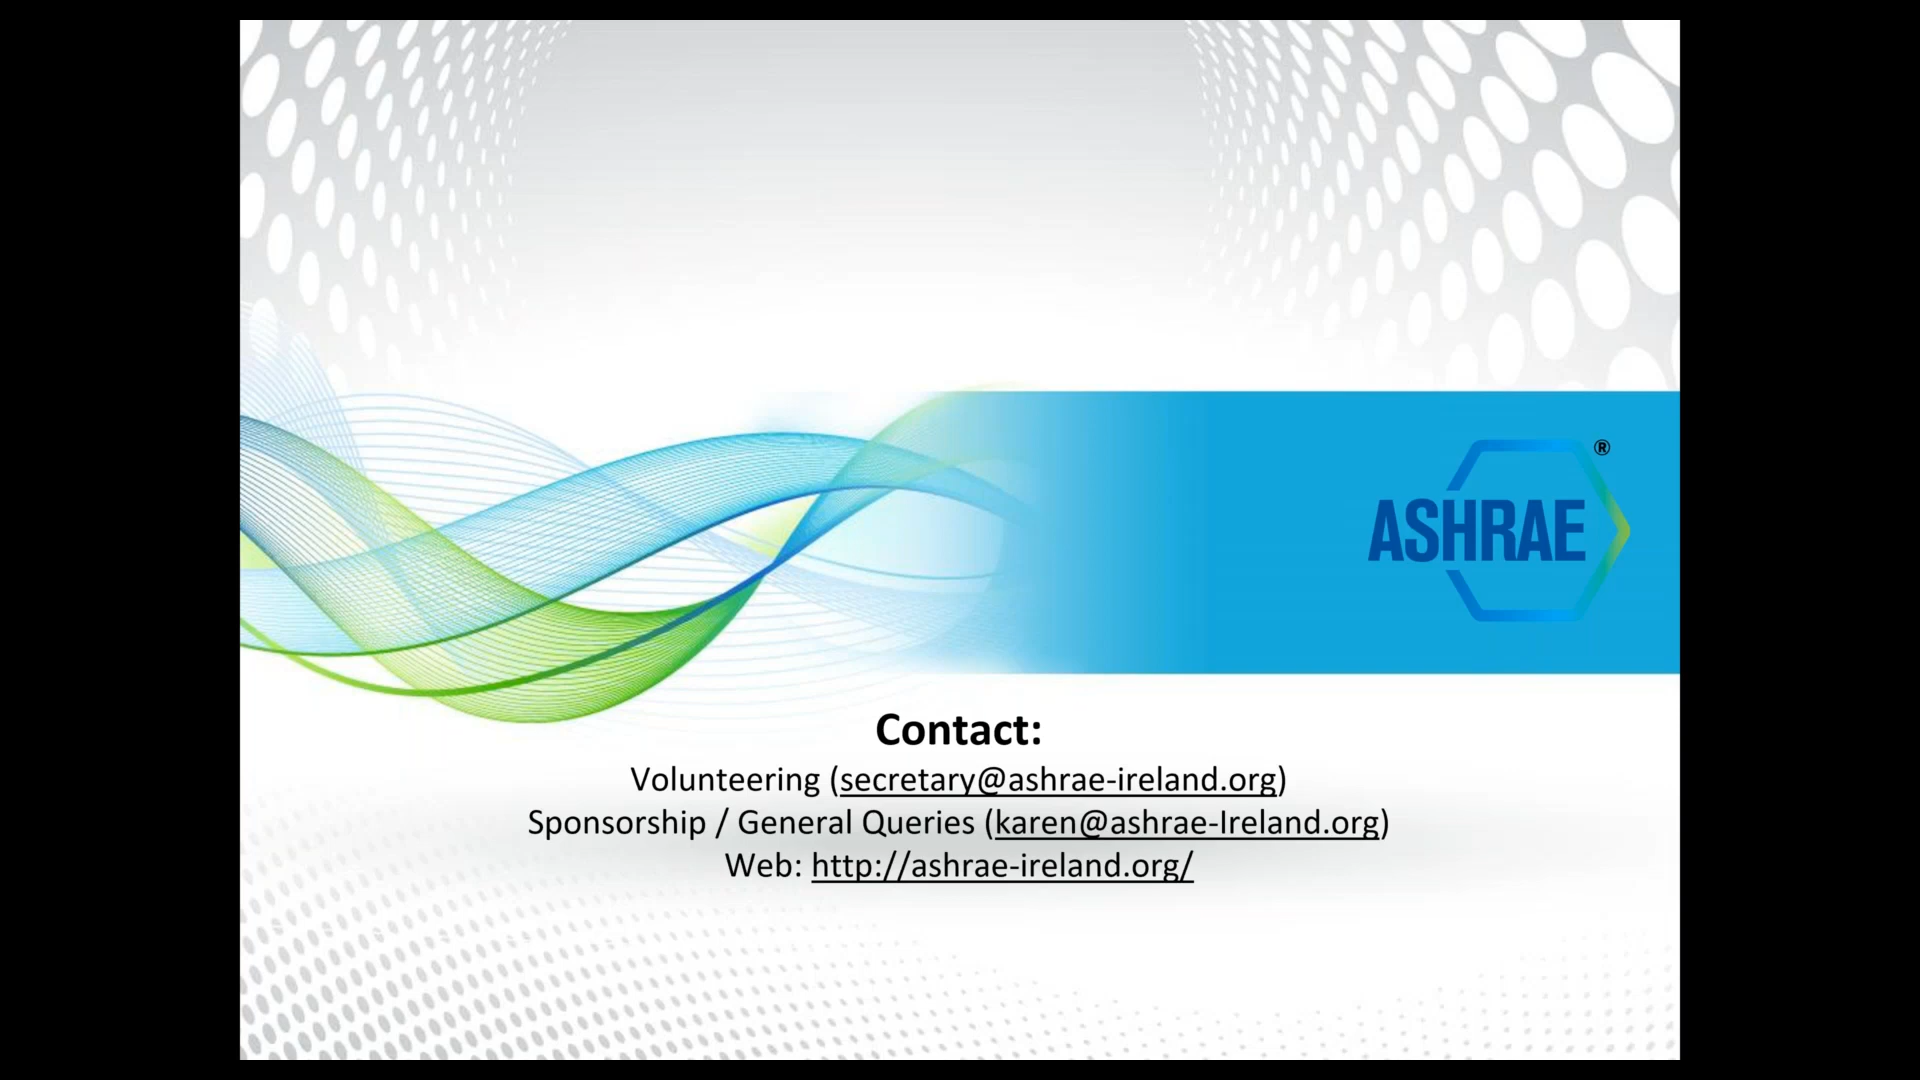 ASHRAE®
Contact:
Volunteering (secretary@ashrae-ireland.org)
Sponsorship / General Queries (karen@ashrae-Ireland.org)
Web: http://ashrae-ireland.org/